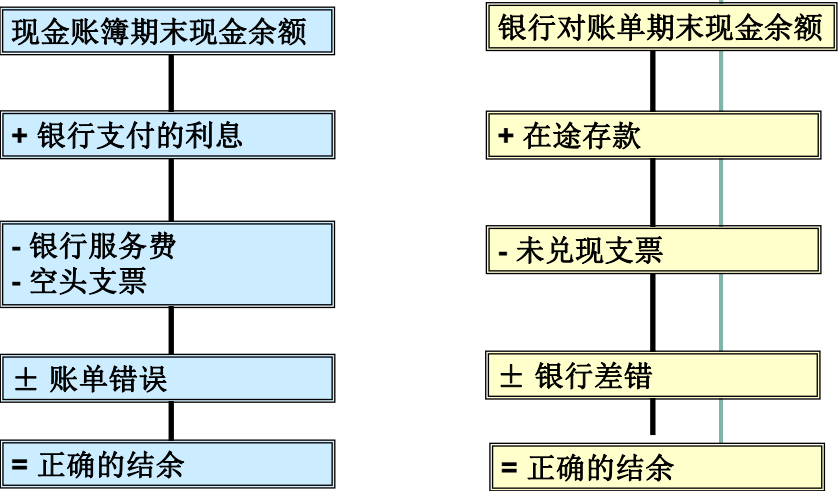 现金账簿期末现金余额
+ 银行支付的利息
- 银行服务费
- 空头支票
± 账单错误
= 正确的结余
银行对账单期末现金余额
+ 在途存款
- 未兑现支票
± 银行差错
= 正确的结余